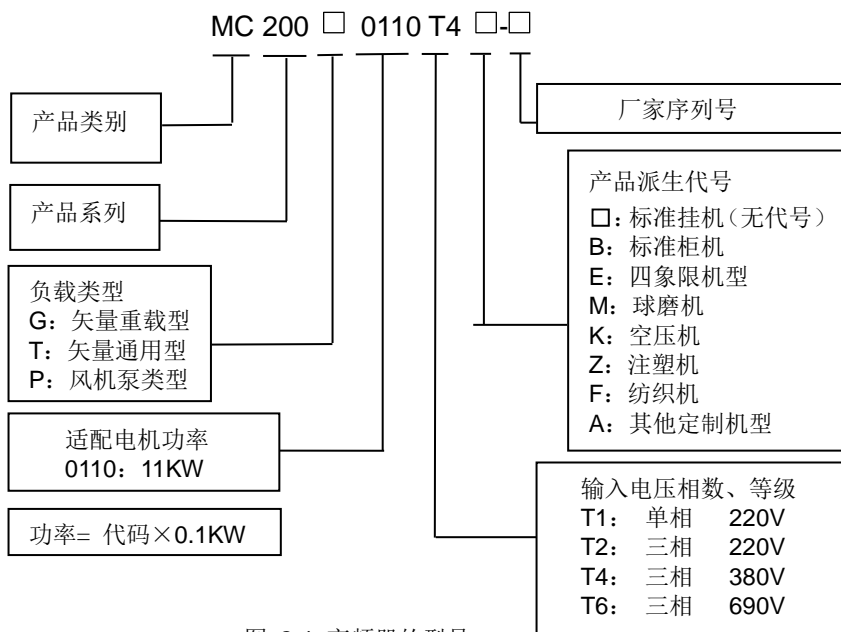 MC 200 □ 0110 T4 □-□
产品类别
产品系列
负载类型
G：矢量重载型
T：矢量通用型
P：风机泵类型
适配电机功率
0110：11KW
功率= 代码×0.1KW
厂家序列号
产品派生代号
□：标准挂机（无代号）
B：标准柜机
E：四象限机型
M：球磨机
K：空压机
Z：注塑机
F：纺织机
A：其他定制机型
输入电压相数、等级
T1： 单相 220V
T2： 三相 220V
T4： 三相 380V
T6： 三相 690V